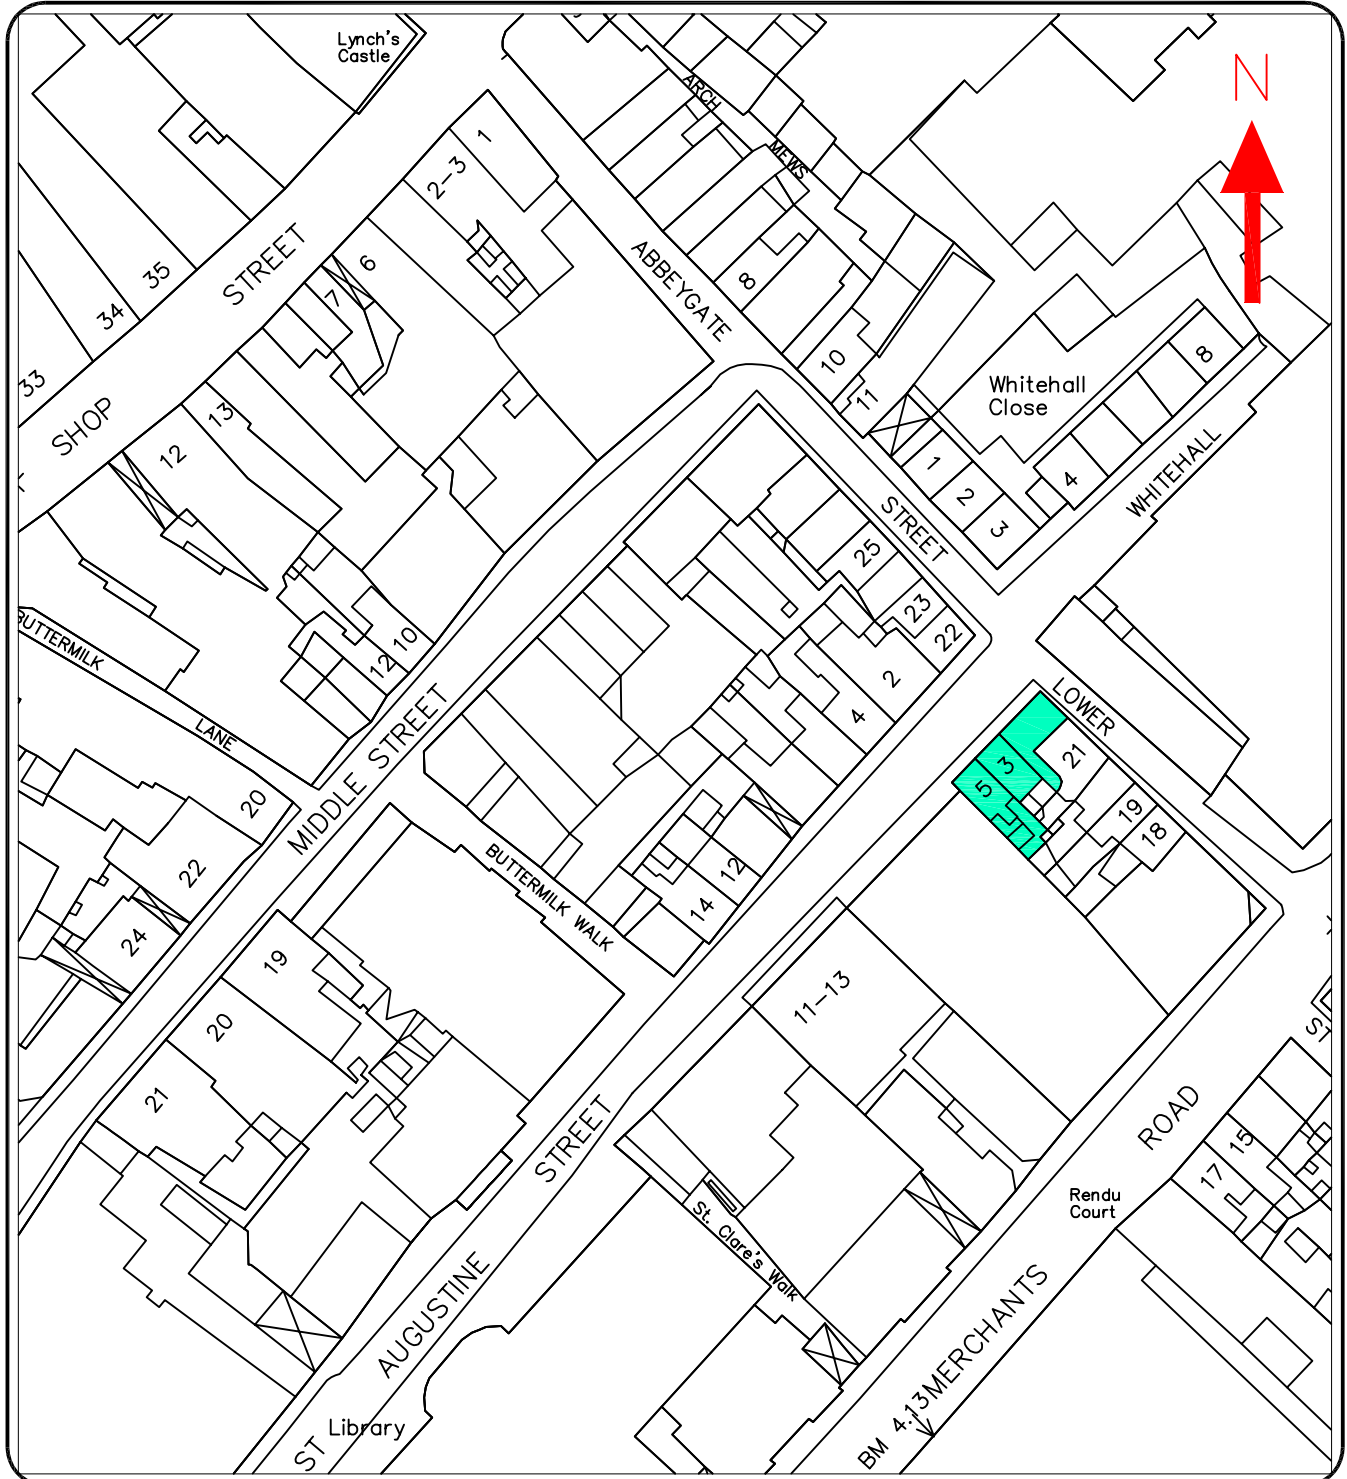 Lynch's
Castle
N
ARCH
MEWS
1
2-3
6
7
STREET
35
34
33
SHOP
13
12
ABBEYGATE
8
10
11
Whitehall
Close
8
4
WHITEHALL
1
2
3
STREET
25
23
22
2
4
BUTTERMILK
LANE
10
12
MIDDLE STREET
LOWER
21
3
5
19
18
20
22
24
BUTTERMILK WALK
12
14
19
20
21
11-13
ST
STREET
ROAD
15
17
Rendu
Court
St. Clare's Walk
AUGUSTINE
MERCHANTS
BM 4.13
ST
Library